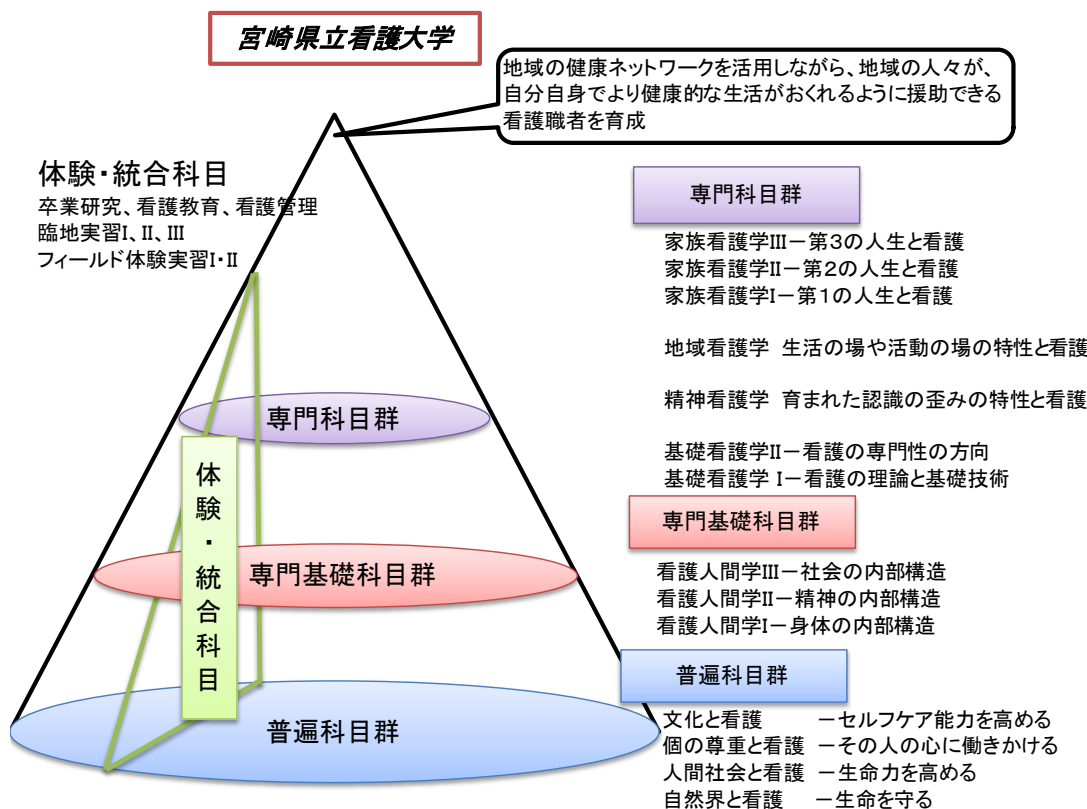 宮崎県立看護大学
地域の健康ネットワークを活用しながら、地域の人々が、
自分自身でより健康的な生活がおくれるように援助できる
看護職者を育成
体験・統合科目
卒業研究、看護教育、看護管理
臨地実習I、II、III
フィールド体験実習I・II
専門科目群
専門基礎科目群
普遍科目群
体験・統合科目
専門科目群
家族看護学III－第3の人生と看護
家族看護学II－第２の人生と看護
家族看護学I－第１の人生と看護
地域看護学 生活の場や活動の場の特性と看護
精神看護学 育まれた認識の歪みの特性と看護
基礎看護学II－看護の専門性の方向
基礎看護学 I－看護の理論と基礎技術
専門基礎科目群
看護人間学III－社会の内部構造
看護人間学II－精神の内部構造
看護人間学I－身体の内部構造
普遍科目群
文化と看護 －セルフケア能力を高める
個の尊重と看護 －その人の心に働きかける
人間社会と看護 －生命力を高める
自然界と看護 －生命を守る